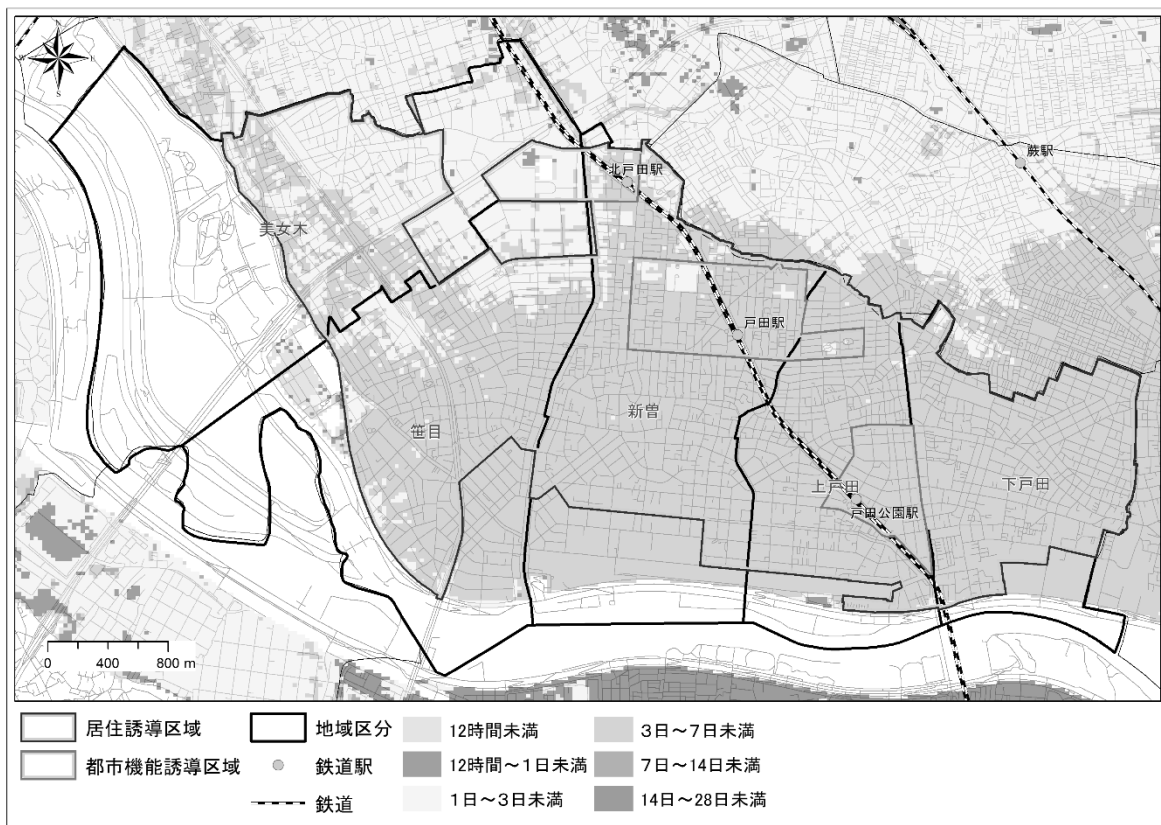 N
W
E
S
蕨駅
北戸田駅
美女木
戸田駅
笹目
新曽
上戸田
下戸田
戸田公園駅
0 400 800 m
居住誘導区域
地域区分
12時間未満
3日~7日未満
都市機能誘導区域
鉄道駅
12時間~1日未満
7日~14日未満
鉄道
1日~3日未満
14日~28日未満